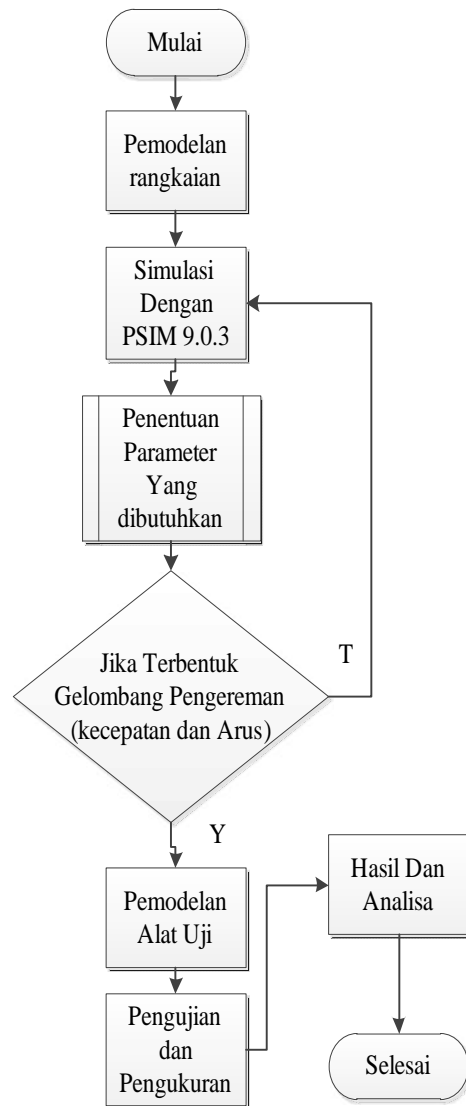 Mulai
Pemodelan
rangkaian
Simulasi
Dengan
PSIM 9.0.3
Penentuan
Parameter
Yang
dibutuhkan
Jika Terbentuk
Gelombang Pengereman
(kecepatan dan Arus)
T
Y
Pemodelan
Alat Uji
Pengujian
dan
Pengukuran
Hasil Dan
Analisa
Selesai